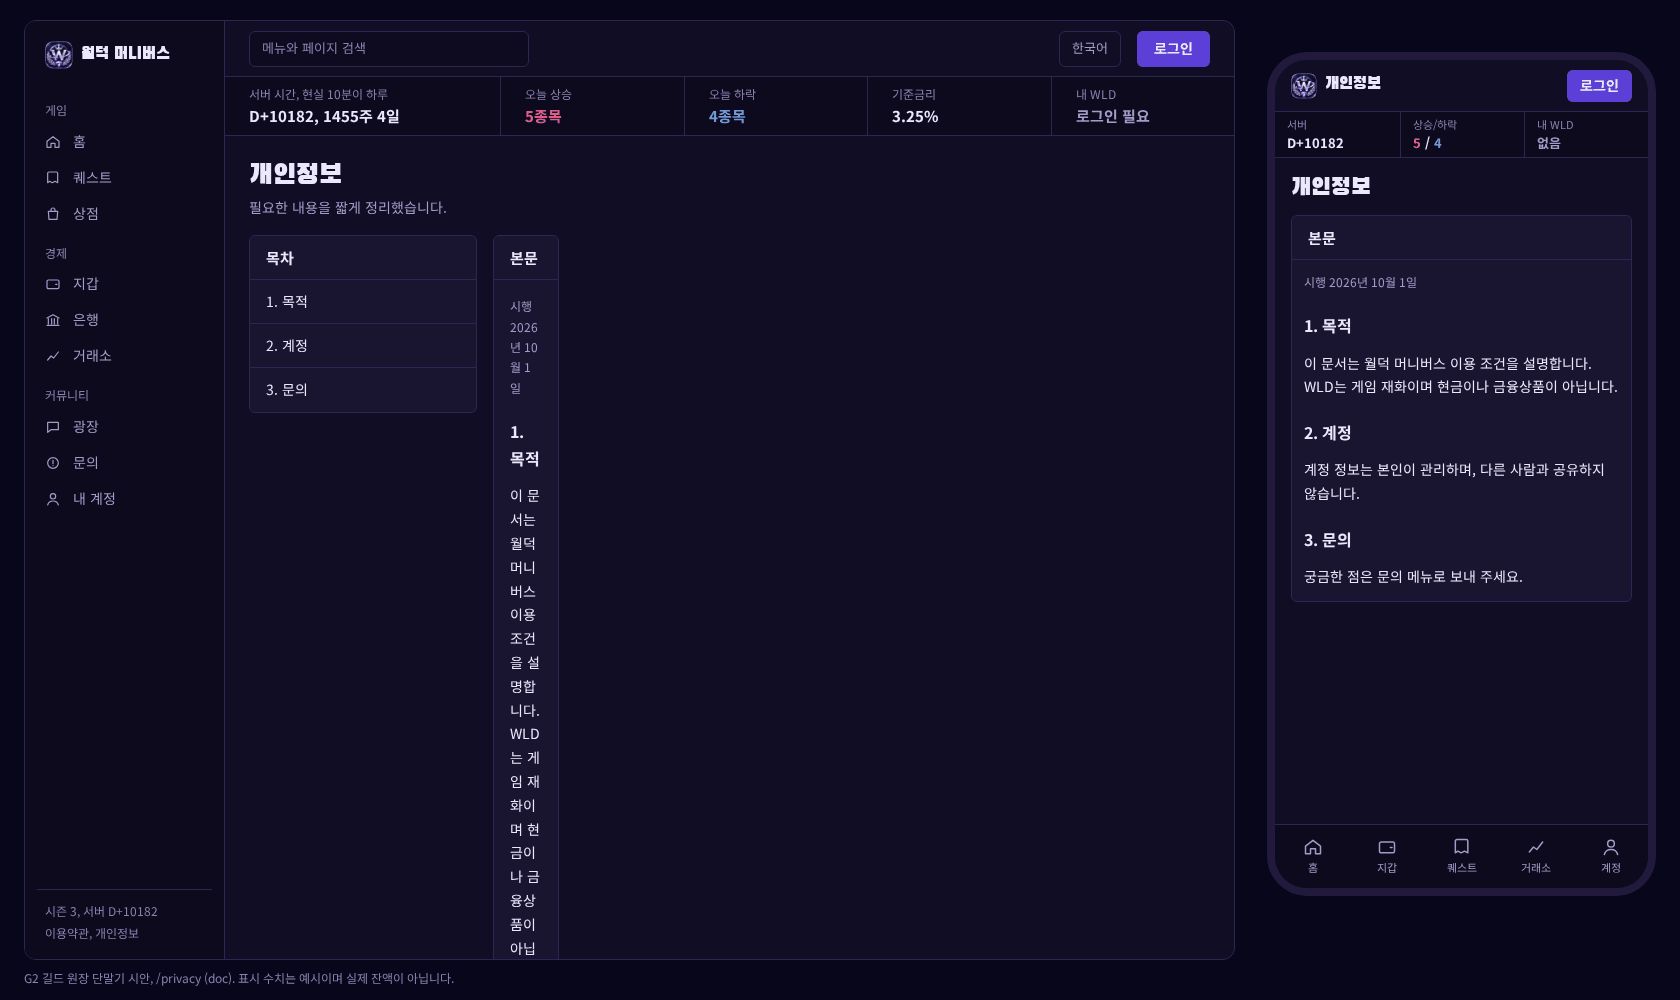 월덕 머니버스
게임
홈
퀘스트
상점
경제
지갑
은행
거래소
커뮤니티
광장
문의
내 계정
시즌 3, 서버 D+10182
이용약관, 개인정보
메뉴와 페이지 검색
한국어
로그인
서버 시간, 현실 10분이 하루
D+10182, 1455주 4일
오늘 상승
5종목
오늘 하락
4종목
기준금리
3.25%
내 WLD
로그인 필요
개인정보
필요한 내용을 짧게 정리했습니다.
목차
1. 목적
2. 계정
3. 문의
본문
시행
2026
년 10
월 1
일
1.
목적
이 문
서는
월덕
머니
버스
이용
조건
을 설
명합
니다.
WLD
는 게
임 재
화이
며 현
금이
나 금
융상
품이
아닙
G2 길드 원장 단말기 시안, /privacy (doc). 표시 수치는 예시이며 실제 잔액이 아닙니다.
개인정보
로그인
서버
D+10182
상승/하락
5 / 4
내 WLD
없음
개인정보
본문
시행 2026년 10월 1일
1. 목적
이 문서는 월덕 머니버스 이용 조건을 설명합니다.
WLD는 게임 재화이며 현금이나 금융상품이 아닙니다.
2. 계정
계정 정보는 본인이 관리하며, 다른 사람과 공유하지
않습니다.
3. 문의
궁금한 점은 문의 메뉴로 보내 주세요.
홈
지갑
퀘스트
거래소
계정